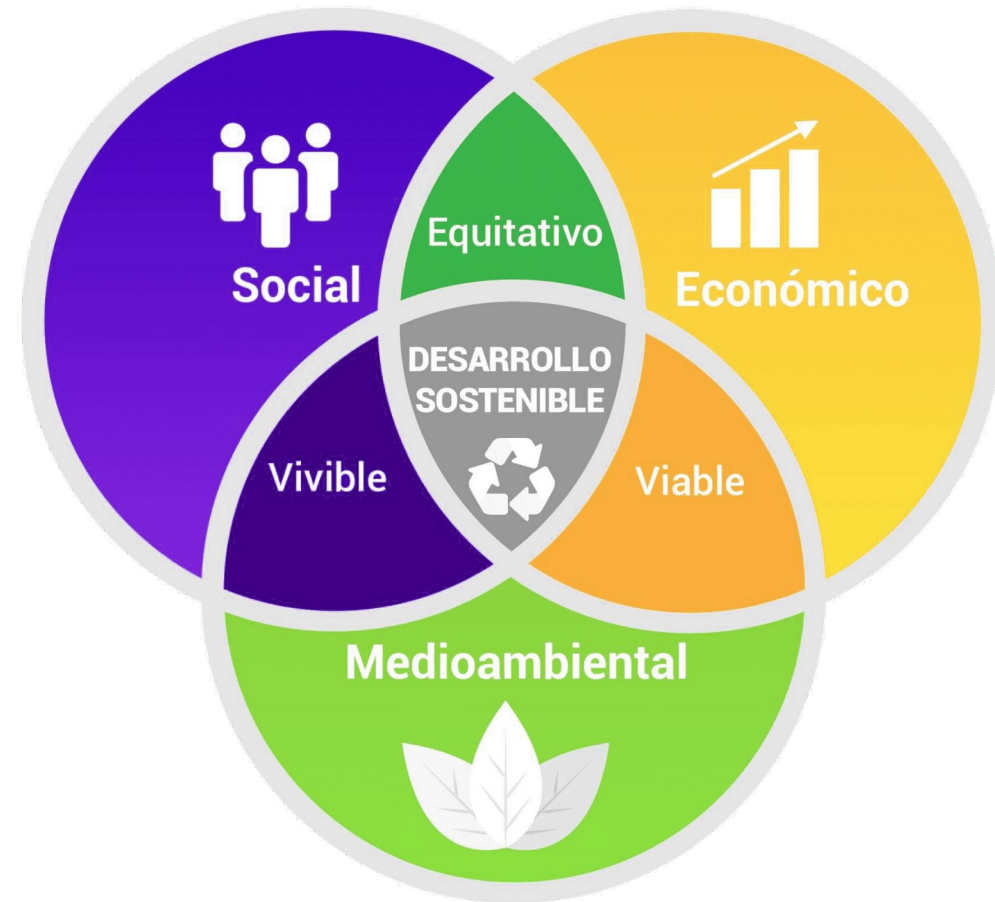 Equitativo
Social
Económico
DESARROLLO
SOSTENIBLE
Vivible
Viable
Medioambiental